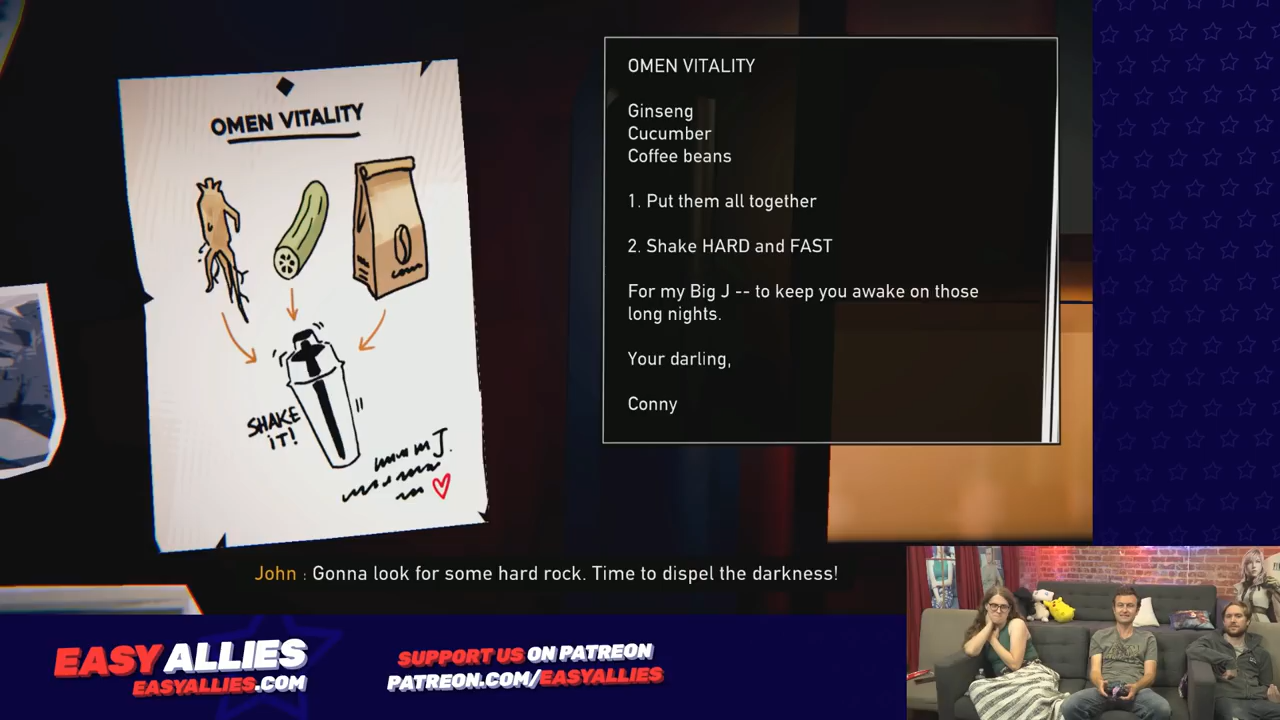 OMEN VITALITY
SHAKE
IT!
J.
OMEN VITALITY
Ginseng
Cucumber
Coffee beans
1. Put them all together
2. Shake HARD and FAST
For my Big J -- to keep you awake on those
long nights.
Your darling,
Conny
John : Gonna look for some hard rock. Time to dispel the darkness!
EASY ALLIES
EASYALLIES.COM
SUPPORT US ON PATREON
PATREON.COM/EASYALLIES